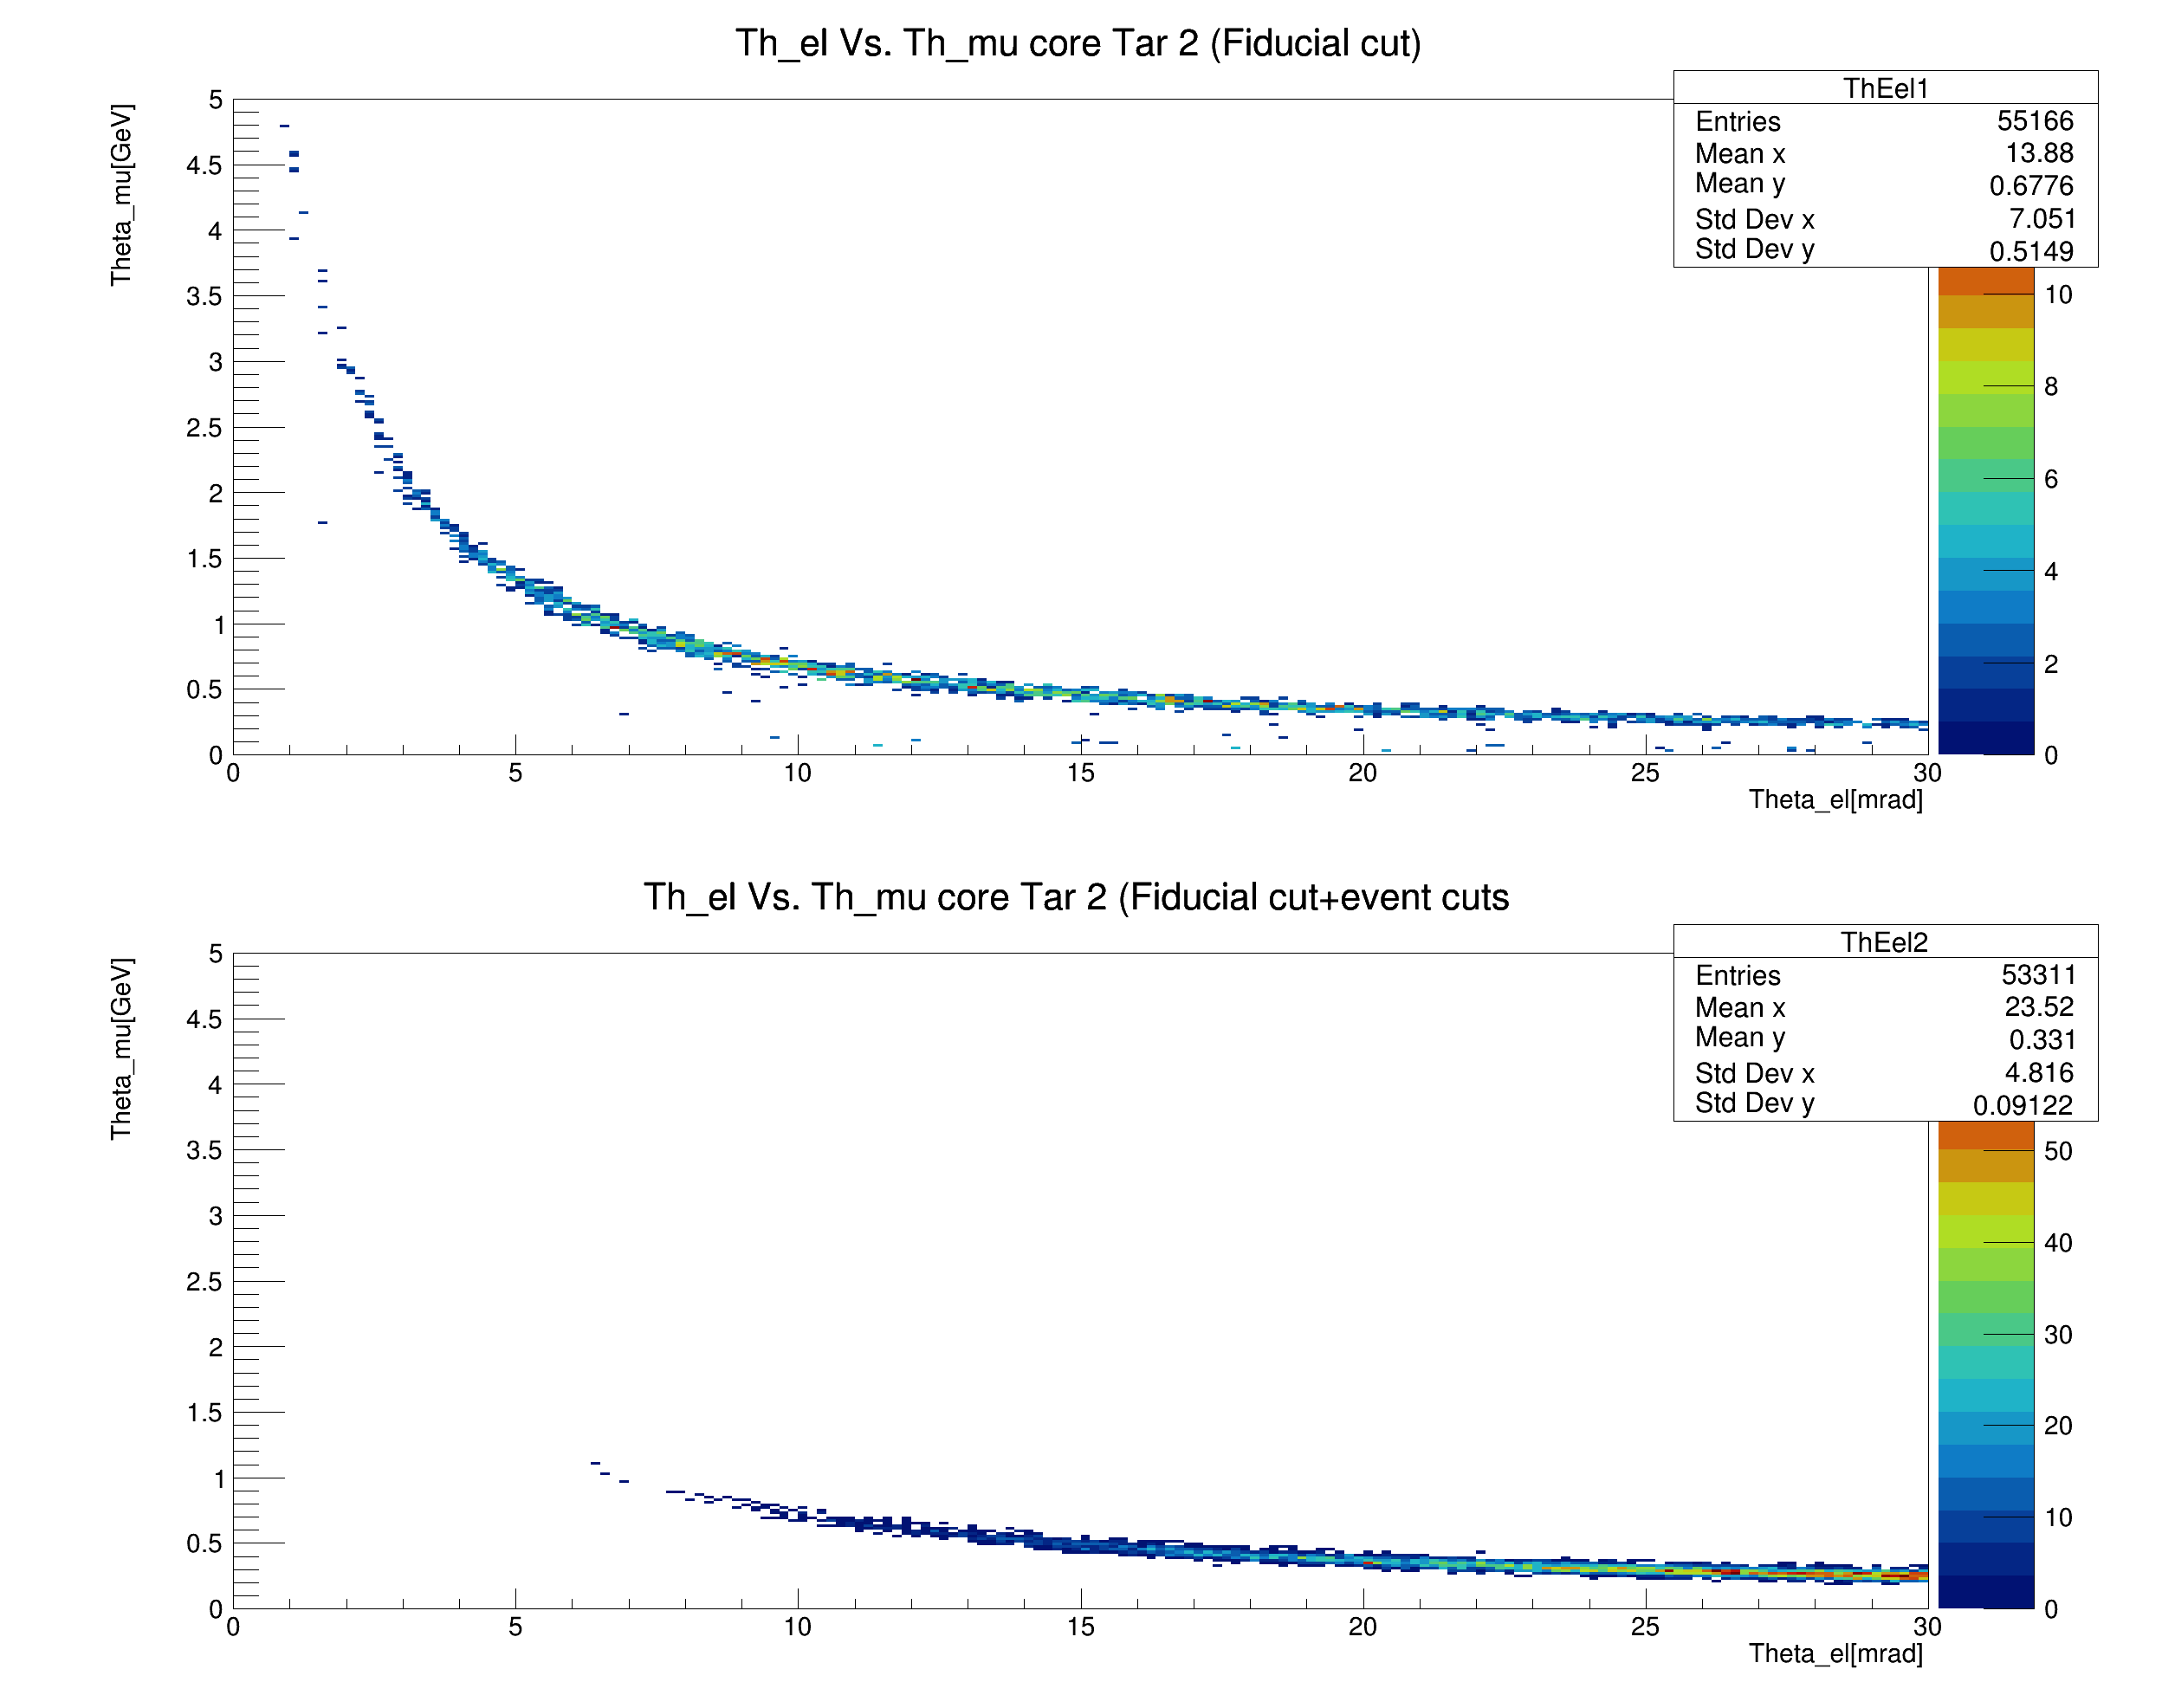 Th_el Vs. Th_mu core Tar 2 (Fiducial cut)
ThEel1
Entries 55166
Mean x 13.88
Mean y 0.6776
Std Dev x 7.051
Std Dev y 0.5149
Theta_mu[GeV]
5
4.5
4
3.5
3
2.5
2
1.5
1
0.5
0
0 5 10 15 20 25 30
Theta_el[mrad]
10
8
6
4
2
0
Th_el Vs. Th_mu core Tar 2 (Fiducial cut+event cuts
ThEel2
Entries 53311
Mean x 23.52
Mean y 0.331
Std Dev x 4.816
Std Dev y 0.09122
Theta_mu[GeV]
5
4.5
4
3.5
3
2.5
2
1.5
1
0.5
0
0 5 10 15 20 25 30
Theta_el[mrad]
50
40
30
20
10
0